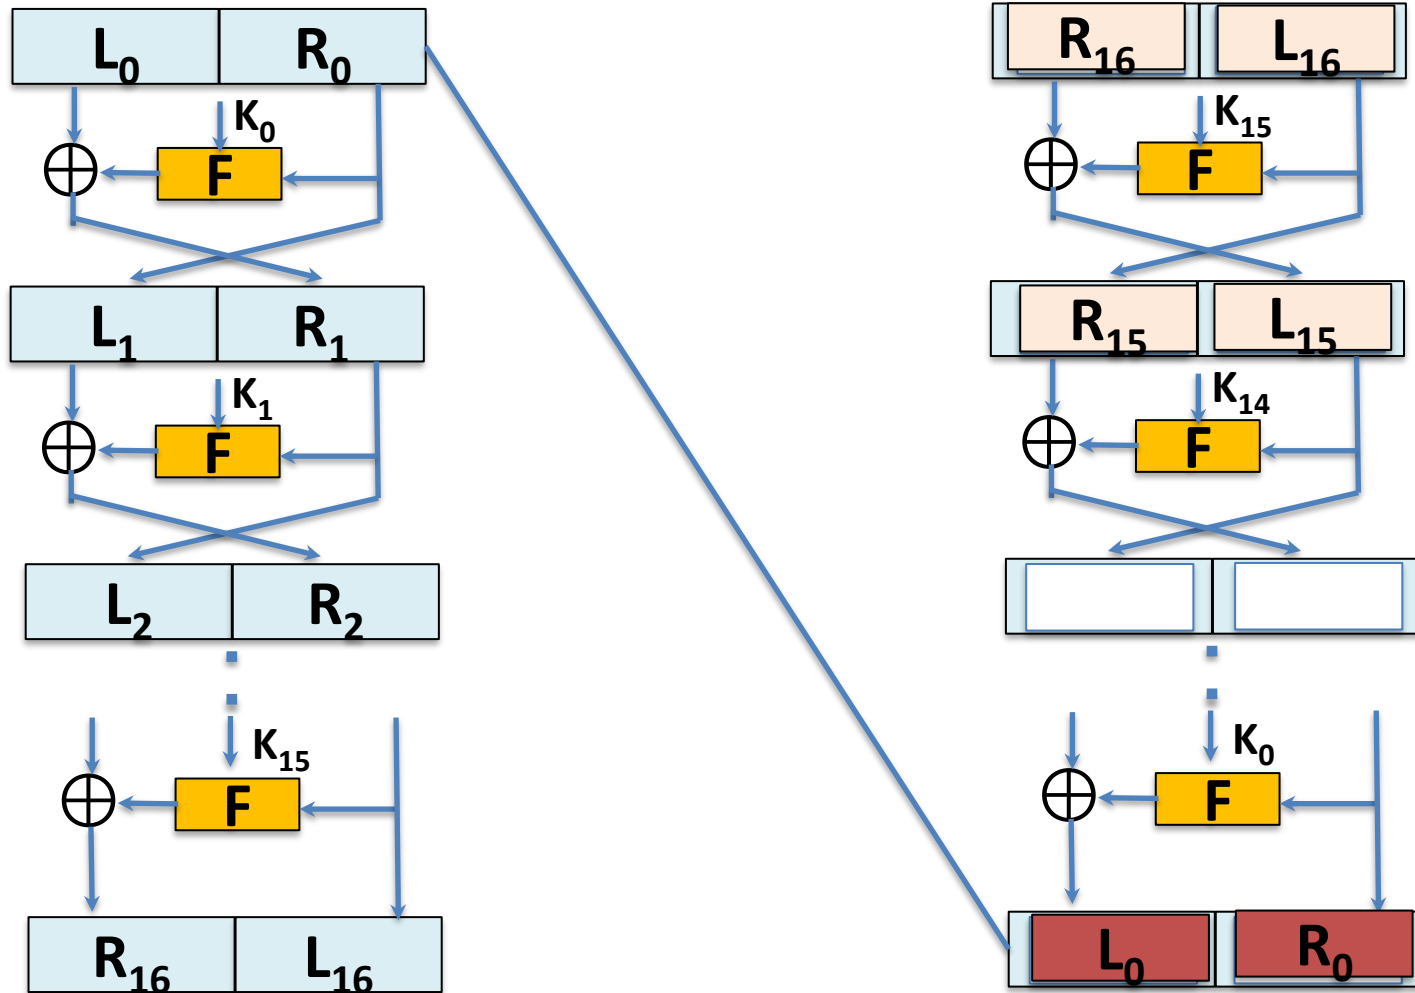 L₀ R₀
K₀
F
L₁ R₁
K₁
F
L₂ R₂
K₁₅
F
R₁₆ L₁₆
R₁₆ L₁₆
K₁₅
F
R₁₅ L₁₅
K₁₄
F
K₀
F
L₀ R₀